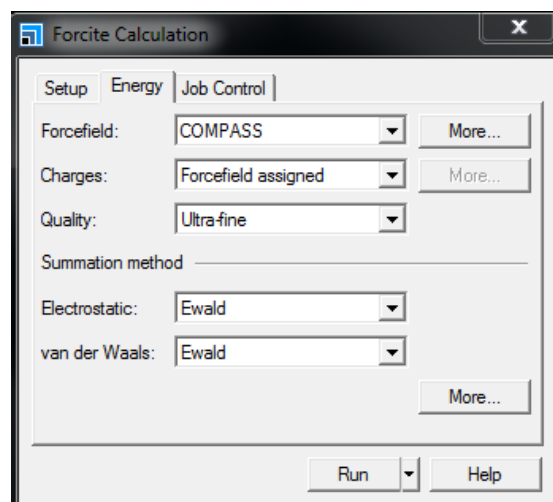 Forcite Calculation
x
Setup Energy Job Control
Forcefield: COMPASS More...
Charges: Forcefield assigned More...
Quality: Ultra-fine
Summation method
Electrostatic: Ewald
van der Waals: Ewald
More...
Run Help